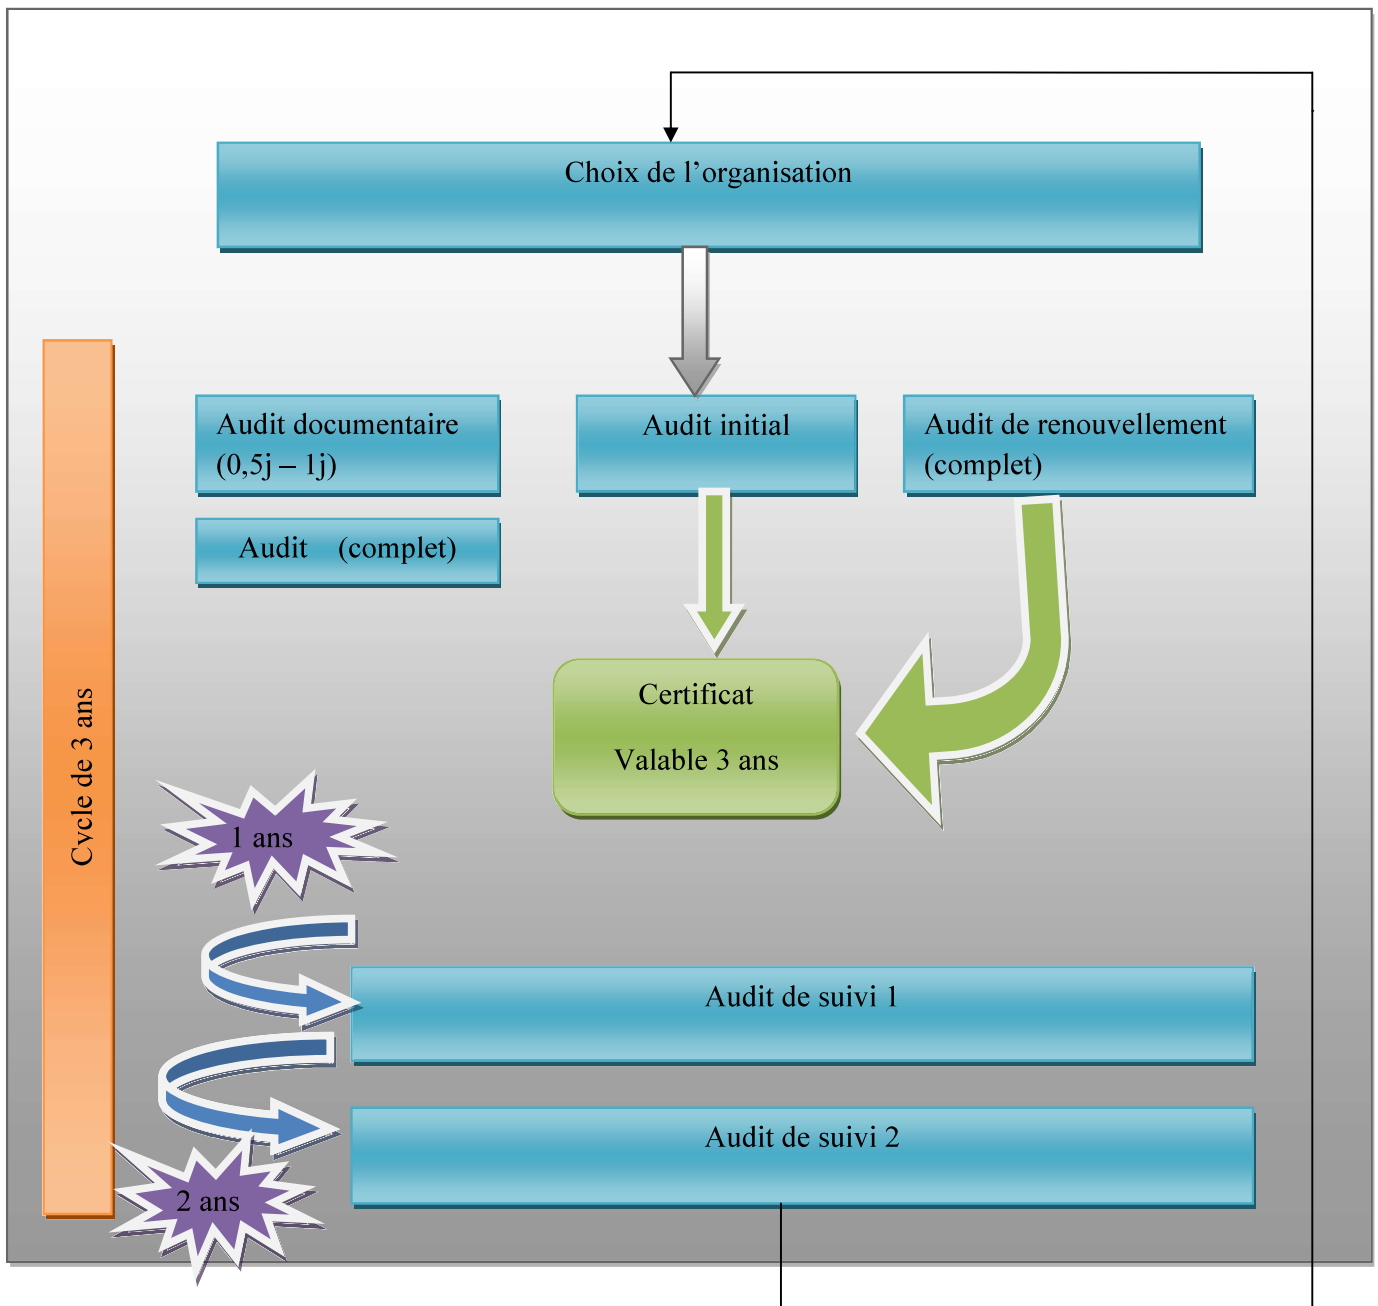 Choix de l’organisation
Audit documentaire
(0,5j – 1j)
Audit initial
Audit de renouvellement
(complet)
Audit (complet)
Certificat
Valable 3 ans
Cycle de 3 ans
1 ans
Audit de suivi 1
Audit de suivi 2
2 ans